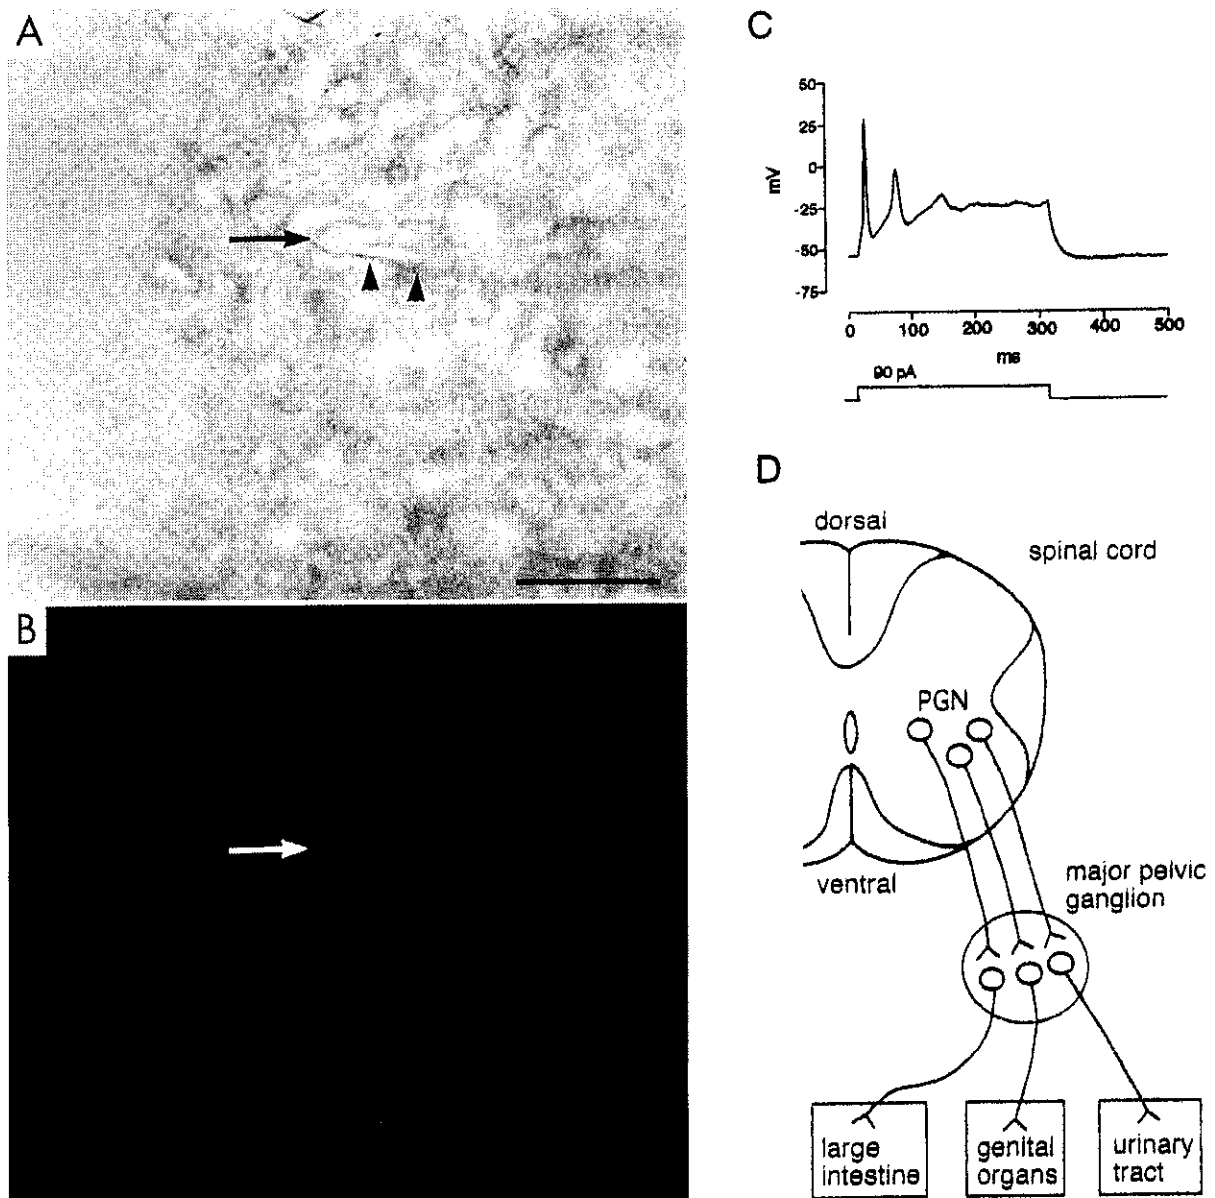 A
B
C
50
25
0
-25
-50
-75
mV
0 100 200 300 400 500
ms
90 pA
D
dorsal
spinal cord
PGN
ventral
major pelvic
ganglion
large
intestine
genital
organs
urinary
tract